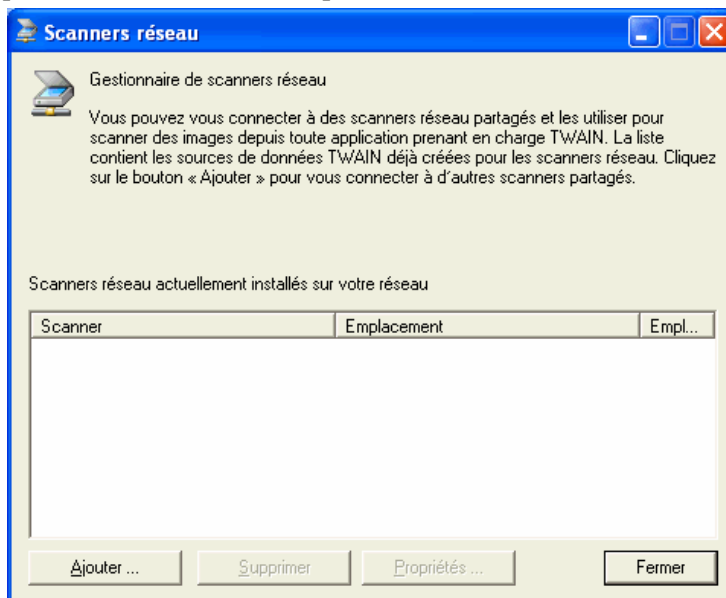 Scanners réseau
Gestionnaire de scanners réseau
Vous pouvez vous connecter à des scanners réseau partagés et les utiliser pour
scanner des images depuis toute application prenant en charge TWAIN. La liste
contient les sources de données TWAIN déjà créées pour les scanners réseau. Cliquez
sur le bouton « Ajouter » pour vous connecter à d´autres scanners partagés.
Scanners réseau actuellement installés sur votre réseau
Scanner Emplacement Empl...
Ajouter ... Supprimer Propriétés ... Fermer